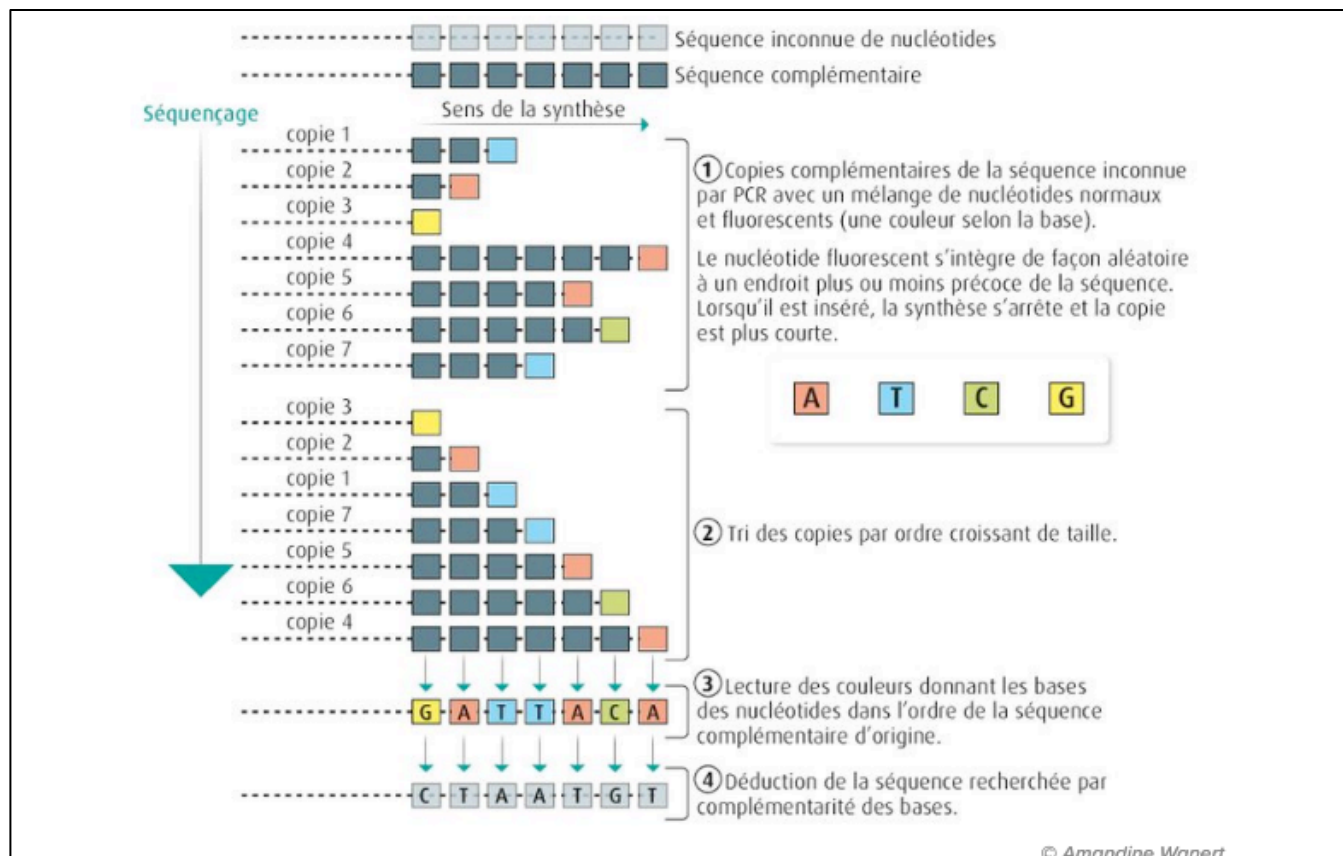 Séquence inconnue de nucléotides
Séquence complémentaire
Séquençage
Sens de la synthèse
copie 1
copie 2
copie 3
copie 4
copie 5
copie 6
copie 7
1 Copies complémentaires de la séquence inconnue
par PCR avec un mélange de nucléotides normaux
et fluorescents (une couleur selon la base).
Le nucléotide fluorescent s'intègre de façon aléatoire
à un endroit plus ou moins précoce de la séquence.
Lorsqu'il est inséré, la synthèse s'arrête et la copie
est plus courte.
A T C G
copie 3
copie 2
copie 1
copie 7
copie 5
copie 6
copie 4
2 Tri des copies par ordre croissant de taille.
G A T T A C A
3 Lecture des couleurs donnant les bases
des nucléotides dans l'ordre de la séquence
complémentaire d'origine.
C T A A T G T
4 Déduction de la séquence recherchée par
complémentarité des bases.
© Amandine Wanert